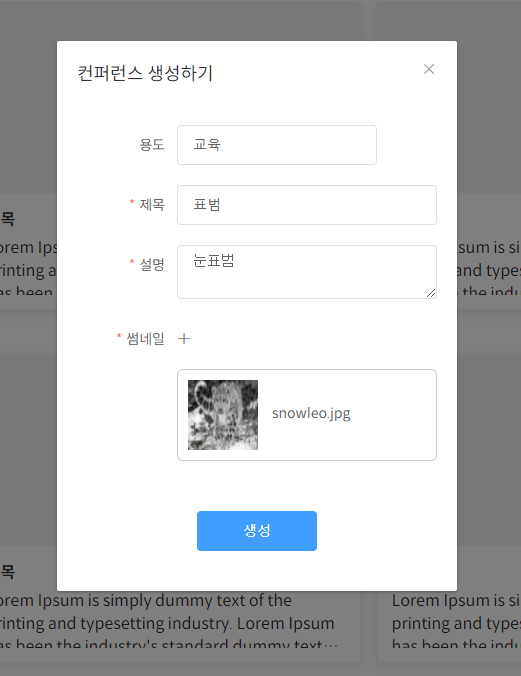 컨퍼런스 생성하기
용도
교육
* 제목
표범
* 설명
눈표범
* 썸네일 +
snowleo.jpg
생성
목
orem Ips
rinting a
as been
sum is si
and types
the indu
목
orem Ipsum is simply dummy text of the
rinting and typesetting industry. Lorem Ipsum
as been the industry's standard dummy text…
Lorem Ipsum is si
printing and types
has been the indu